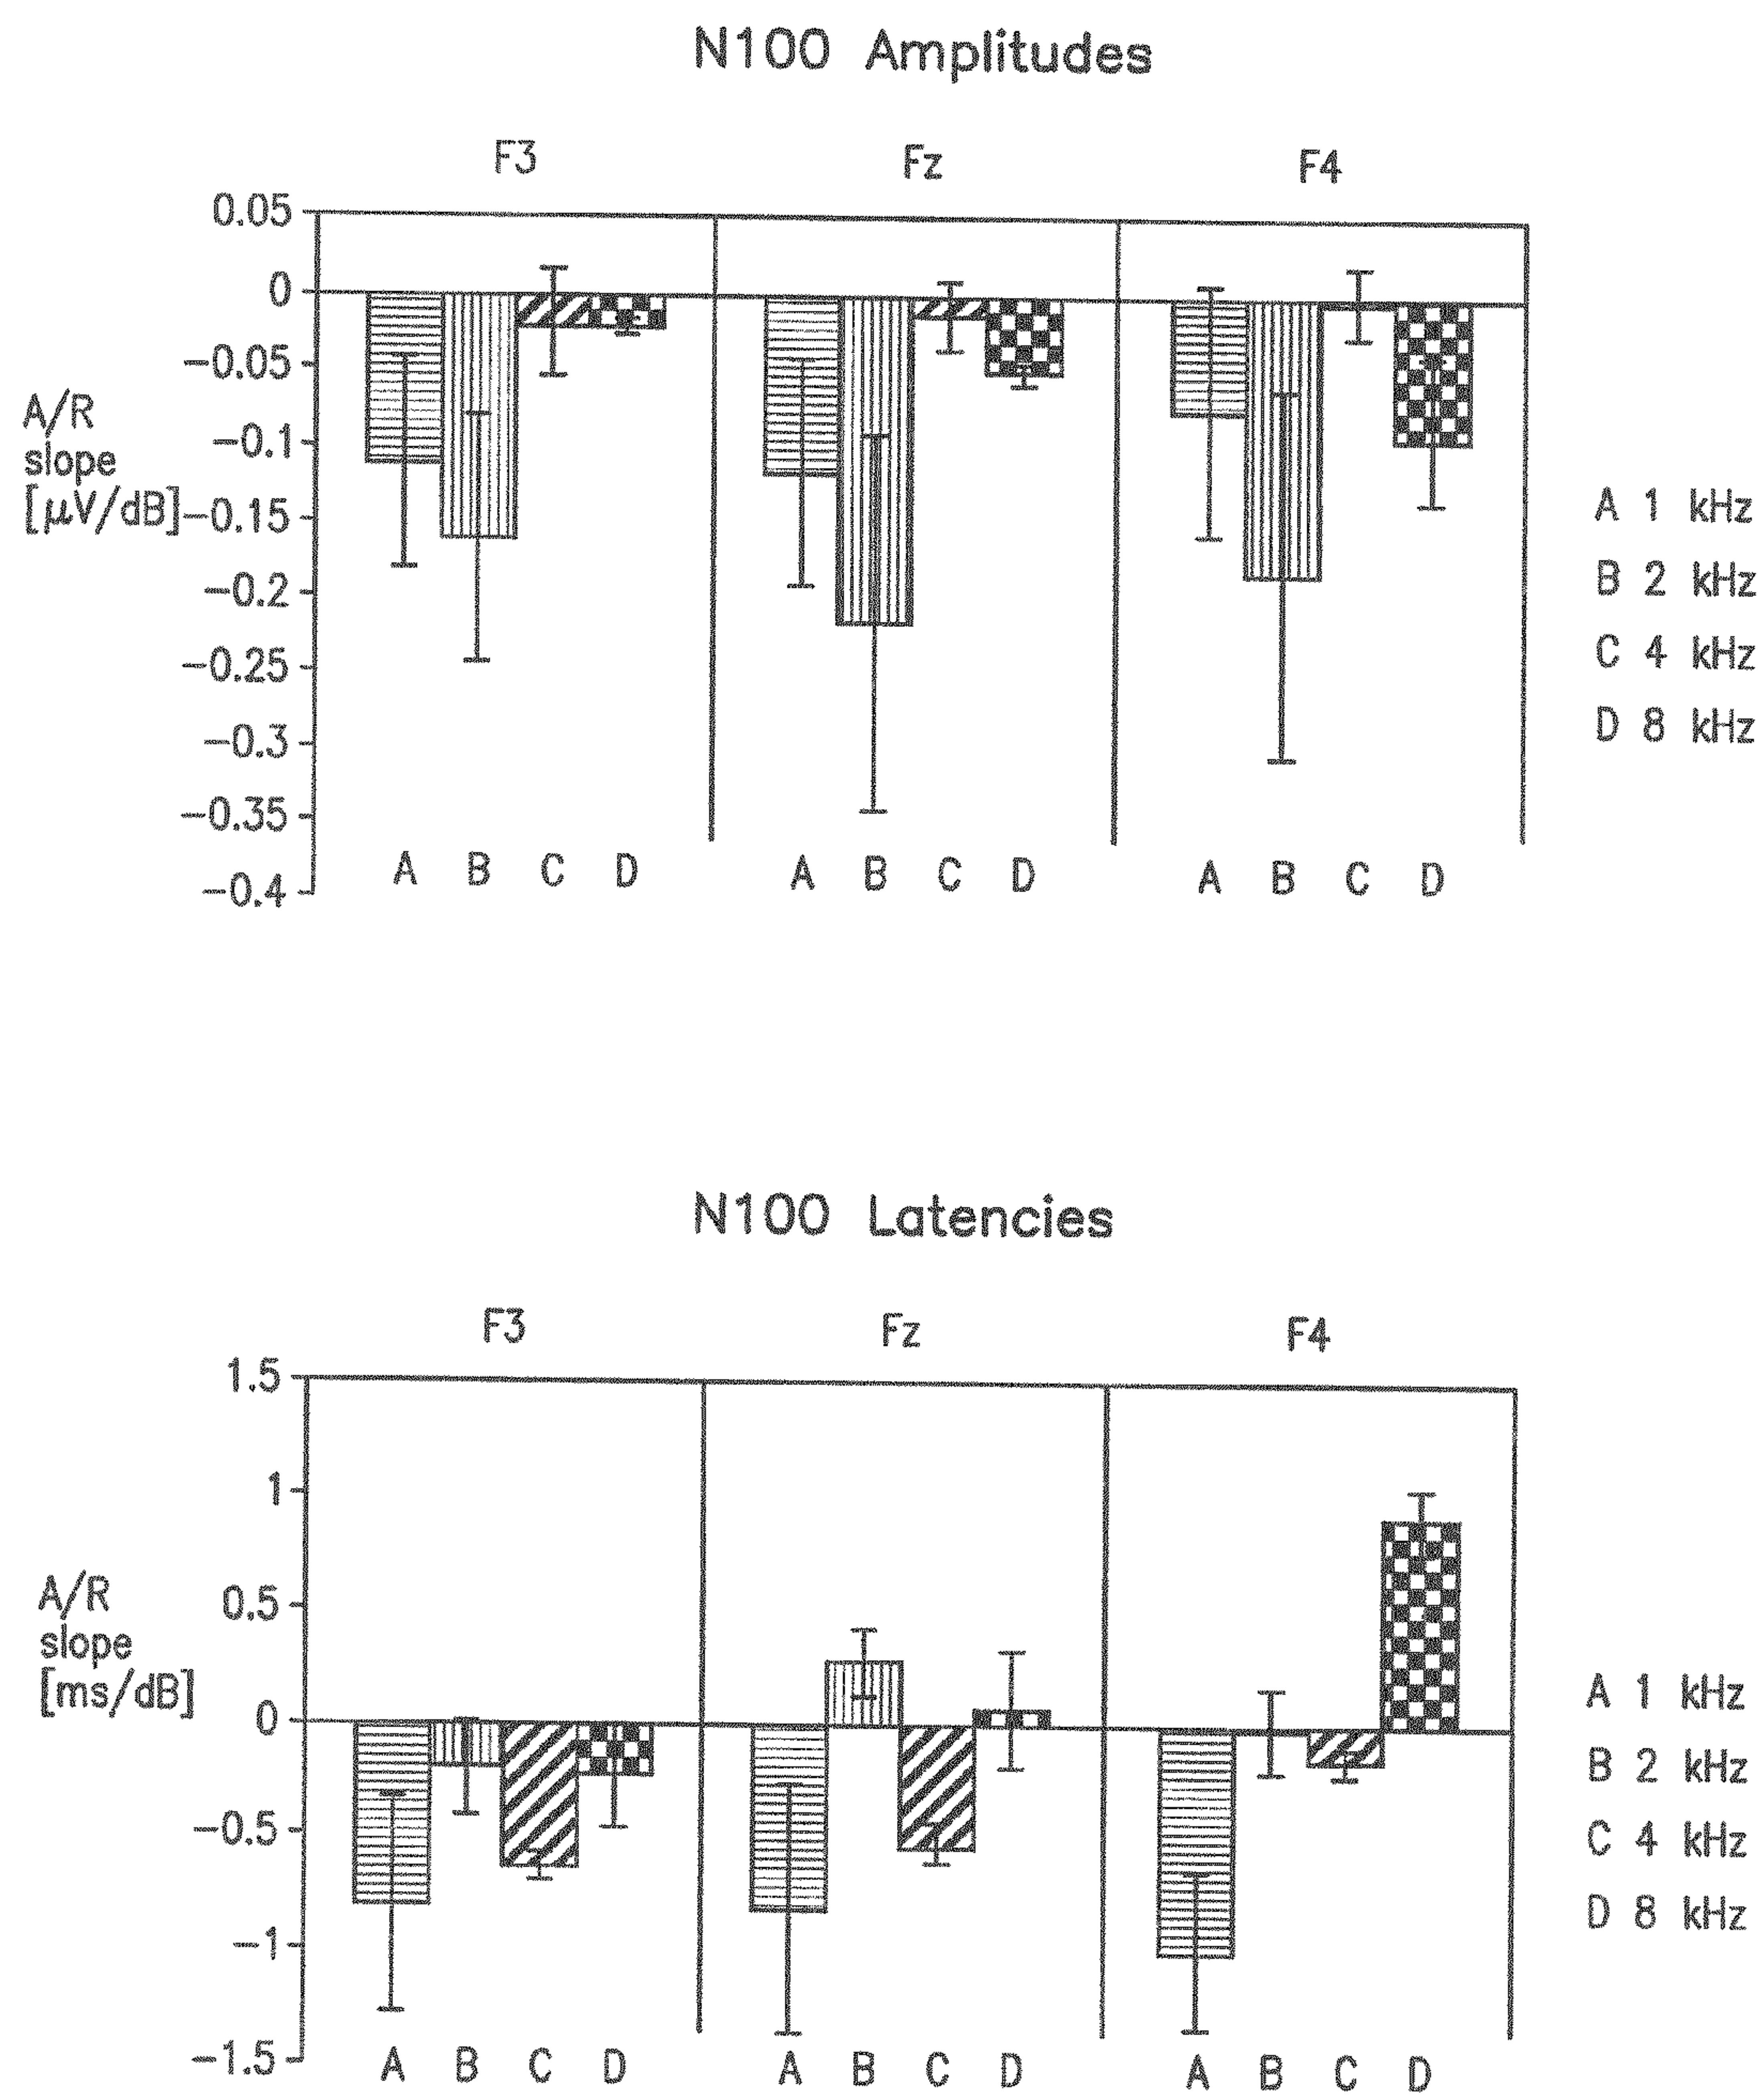 N100 Amplitudes
F3 Fz F4
0.05
0
−0.05
−0.1
−0.15
−0.2
−0.25
−0.3
−0.35
−0.4
A/R
slope
[μV/dB]
A B C D A B C D A B C D
A 1 kHz
B 2 kHz
C 4 kHz
D 8 kHz
N100 Latencies
F3 Fz F4
1.5
1
0.5
0
−0.5
−1
−1.5
A/R
slope
[ms/dB]
A B C D A B C D A B C D
A 1 kHz
B 2 kHz
C 4 kHz
D 8 kHz